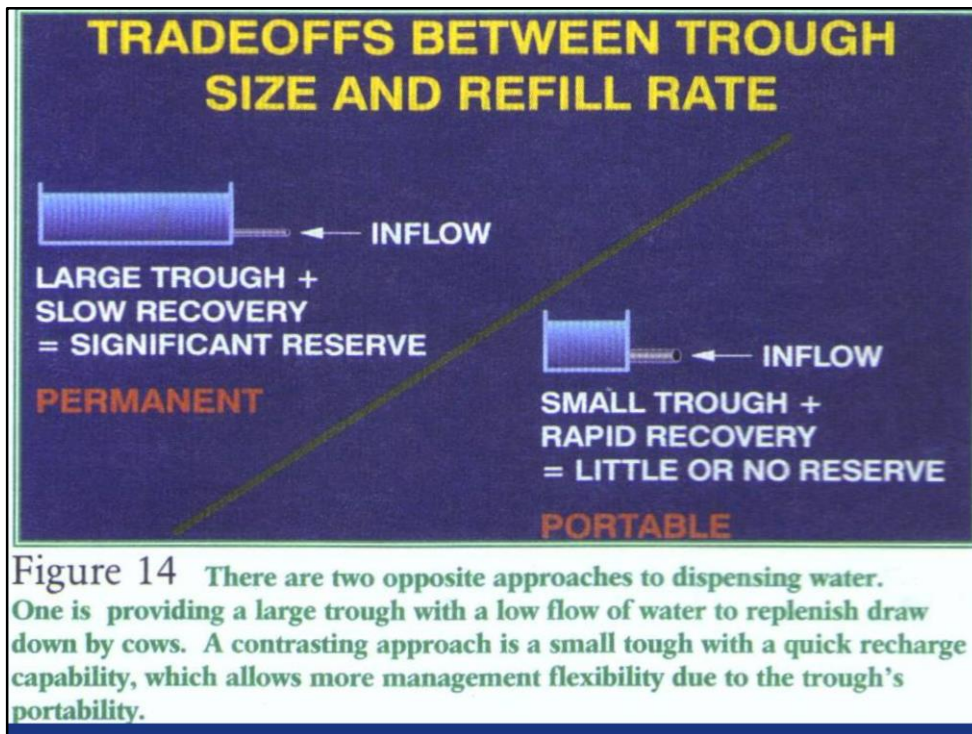 TRADEOFFS BETWEEN TROUGH
SIZE AND REFILL RATE
INFLOW
LARGE TROUGH +
SLOW RECOVERY
= SIGNIFICANT RESERVE
PERMANENT
INFLOW
SMALL TROUGH +
RAPID RECOVERY
= LITTLE OR NO RESERVE
PORTABLE
Figure 14 There are two opposite approaches to dispensing water.
One is providing a large trough with a low flow of water to replenish draw
down by cows. A contrasting approach is a small tough with a quick recharge
capability, which allows more management flexibility due to the trough's
portability.